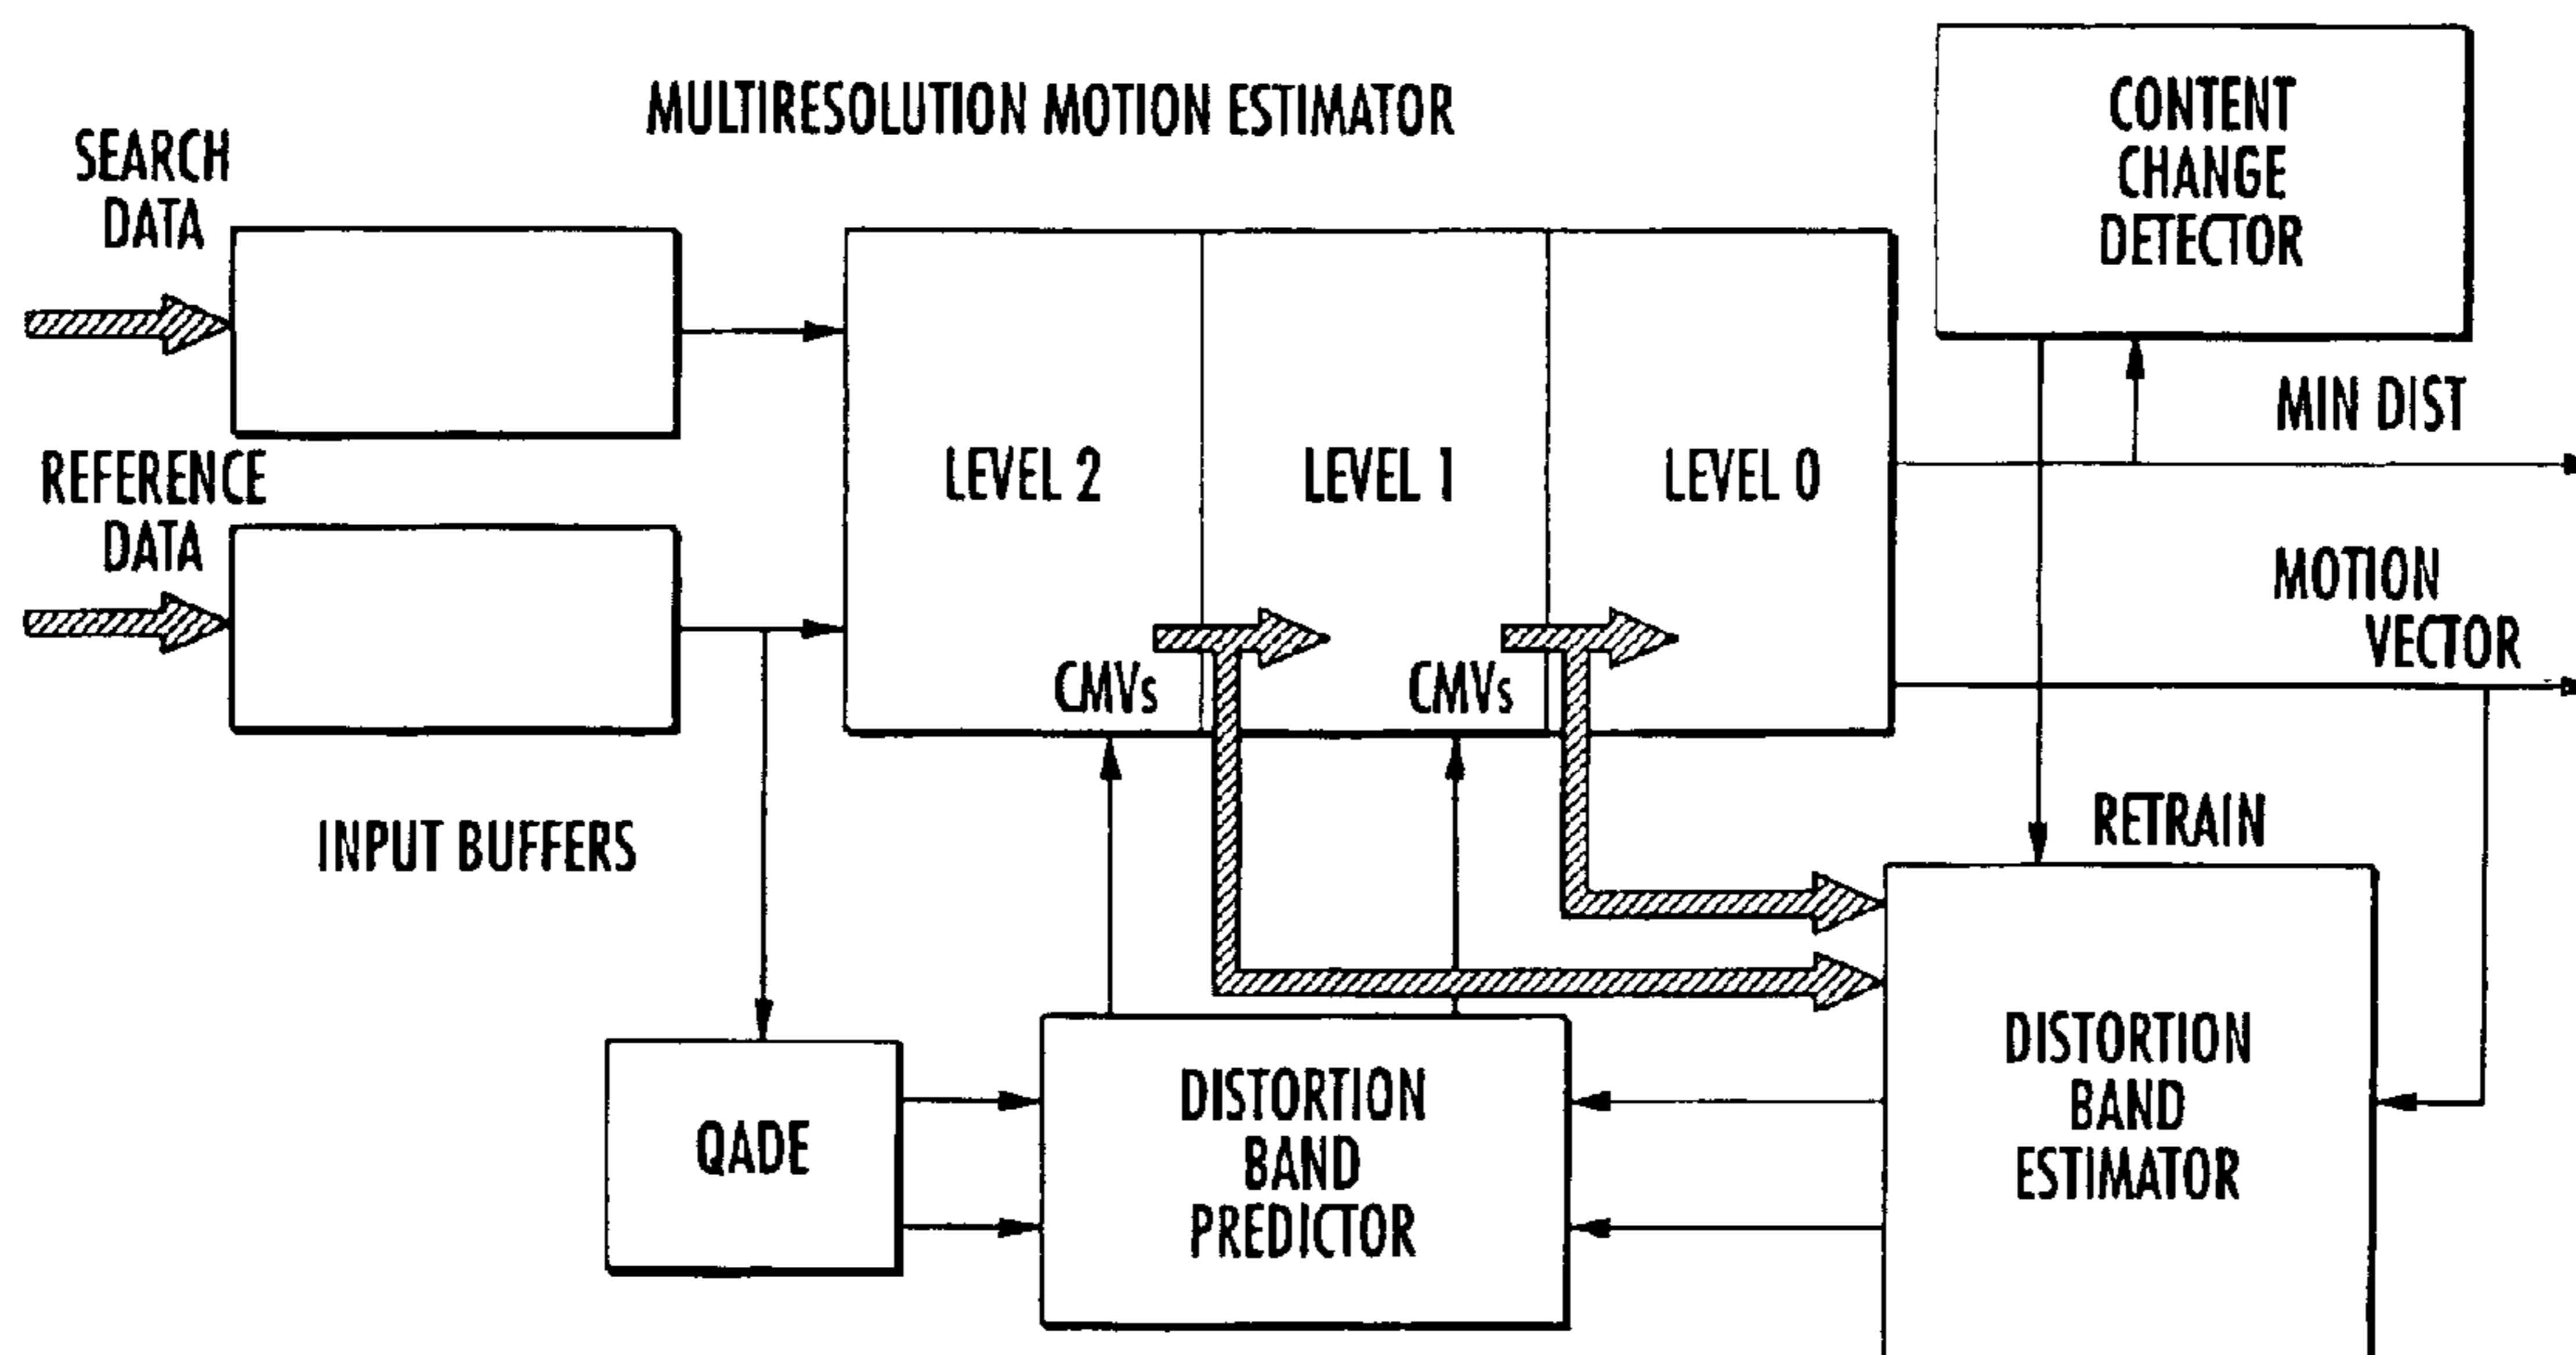 MULTIRESOLUTION MOTION ESTIMATOR
SEARCH
DATA
CONTENT
CHANGE
DETECTOR
REFERENCE
DATA
LEVEL 2
LEVEL 1
LEVEL 0
MIN DIST
MOTION
VECTOR
CMVs
CMVs
INPUT BUFFERS
RETRAIN
QADE
DISTORTION
BAND
PREDICTOR
DISTORTION
BAND
ESTIMATOR